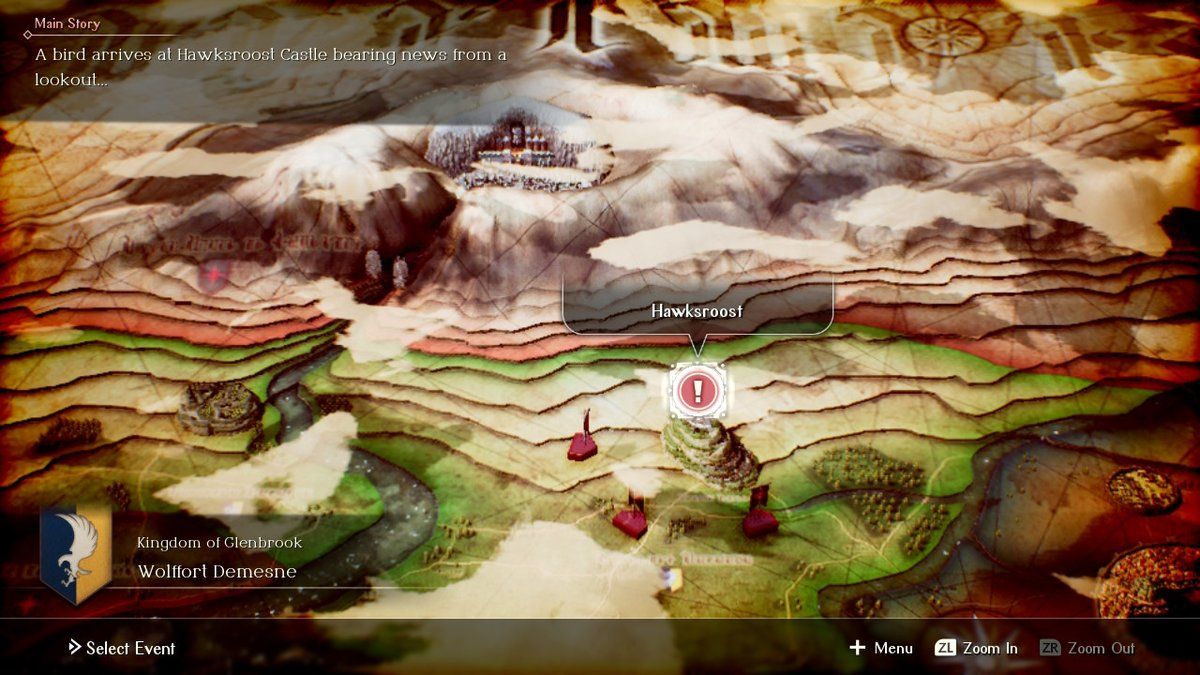 Main Story
A bird arrives at Hawksroost Castle bearing news from a
lookout...
Hawksroost
!
Kingdom of Glenbrook
Wolffort Demesne
Select Event
+ Menu ZL Zoom In ZR Zoom Out